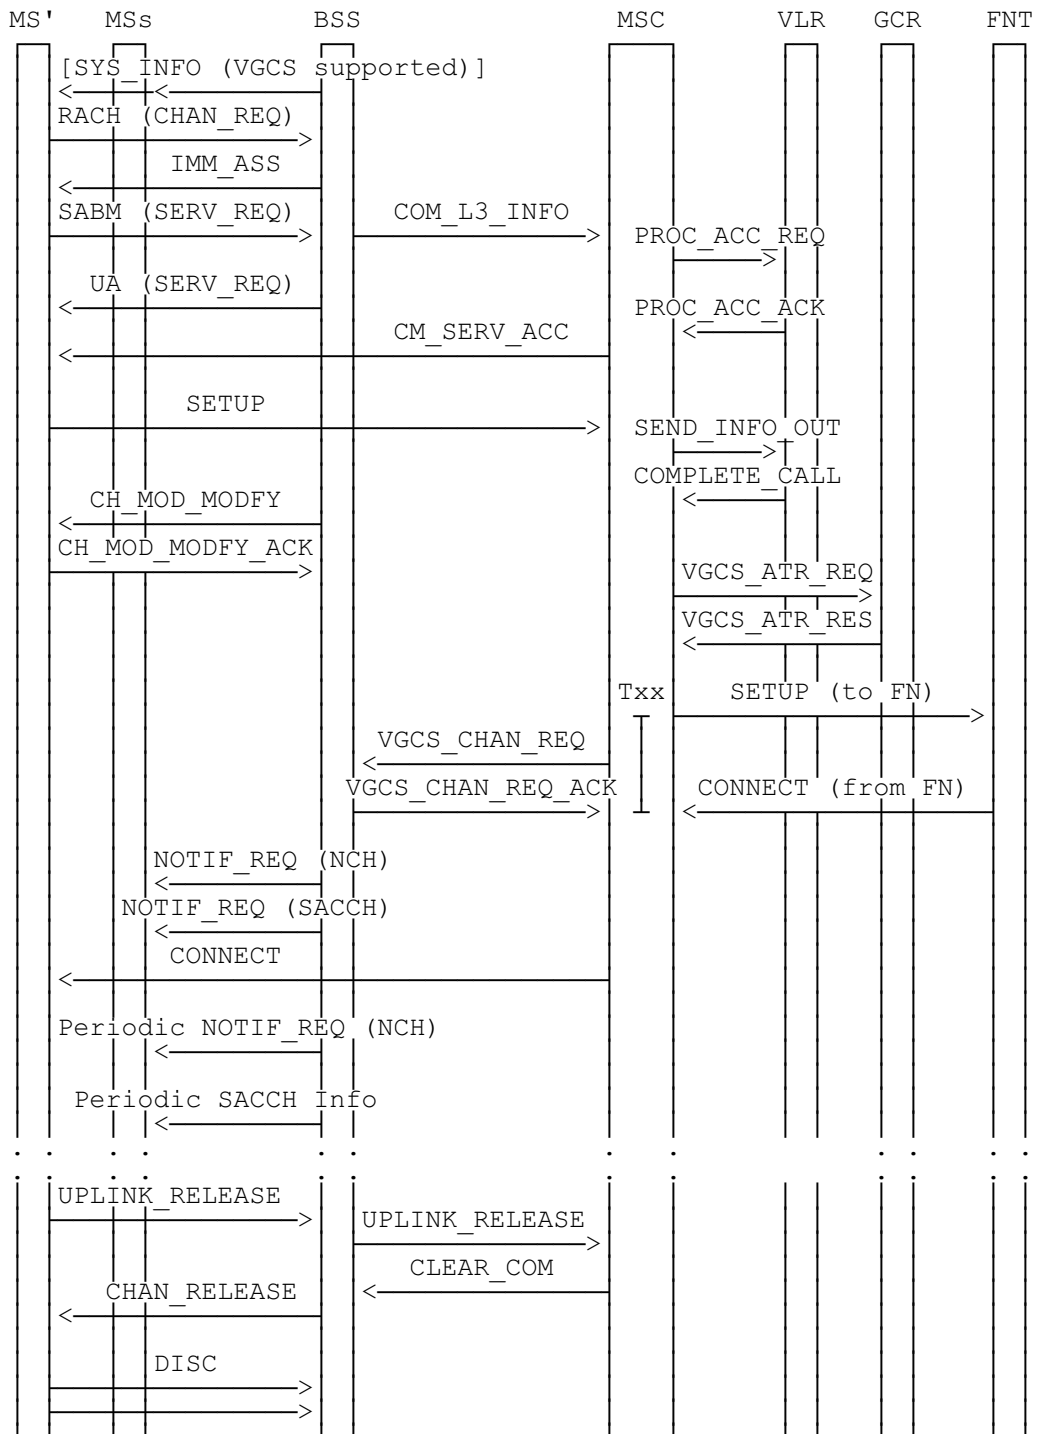 MS' MSs BSS MSC VLR GCR FNT
[SYS_INFO (VGCS supported)]
RACH (CHAN_REQ)
IMM_ASS
SABM (SERV_REQ) COM_L3_INFO
PROC_ACC_REQ
UA (SERV_REQ)
PROC_ACC_ACK
CM_SERV_ACC
SETUP
SEND_INFO_OUT
COMPLETE_CALL
CH_MOD_MODFY
CH_MOD_MODFY_ACK
VGCS_ATR_REQ
VGCS_ATR_RES
Txx SETUP (to FN)
VGCS_CHAN_REQ
VGCS_CHAN_REQ_ACK CONNECT (from FN)
NOTIF_REQ (NCH)
NOTIF_REQ (SACCH)
CONNECT
Periodic NOTIF_REQ (NCH)
Periodic SACCH Info
UPLINK_RELEASE
UPLINK_RELEASE
CLEAR_COM
CHAN_RELEASE
DISC